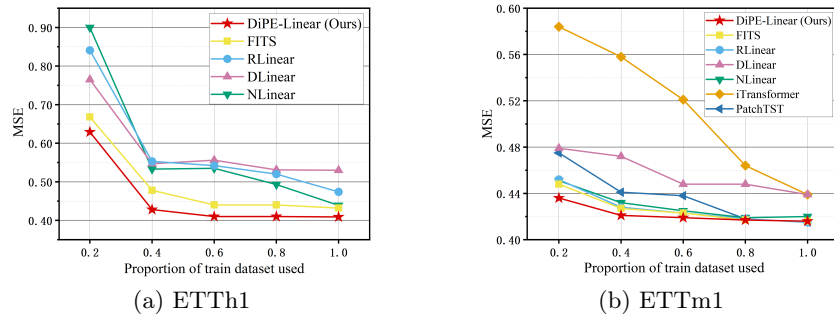 DiPE-Linear (Ours)
FITS
RLinear
DLinear
NLinear
0.90
0.80
0.70
0.60
0.50
0.40
MSE
0.2 0.4 0.6 0.8 1.0
Proportion of train dataset used
(a) ETTh1
DiPE-Linear (Ours)
FITS
RLinear
DLinear
NLinear
iTransformer
PatchTST
0.60
0.56
0.52
0.48
0.44
0.40
MSE
0.2 0.4 0.6 0.8 1.0
Proportion of train dataset used
(b) ETTm1